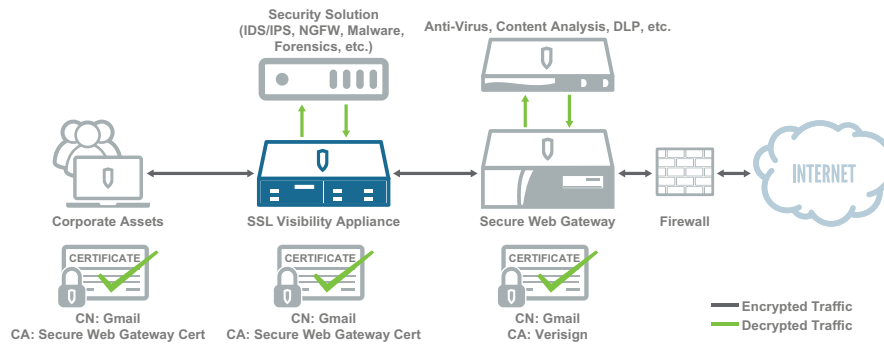 Security Solution
(IDS/IPS, NGFW, Malware,
Forensics, etc.)
Anti-Virus, Content Analysis, DLP, etc.
INTERNET
Corporate Assets
SSL Visibility Appliance
Secure Web Gateway
Firewall
CERTIFICATE
CN: Gmail
CA: Secure Web Gateway Cert
CERTIFICATE
CN: Gmail
CA: Secure Web Gateway Cert
CERTIFICATE
CN: Gmail
CA: Verisign
Encrypted Traffic
Decrypted Traffic